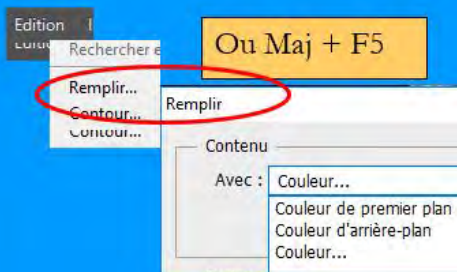 Edition
Ou Maj + F5
Rechercher e
Remplir...
Remplir
Contour...
Contour...
Contenu
Avec : Couleur...
Couleur de premier plan
Couleur d'arrière-plan
Couleur...